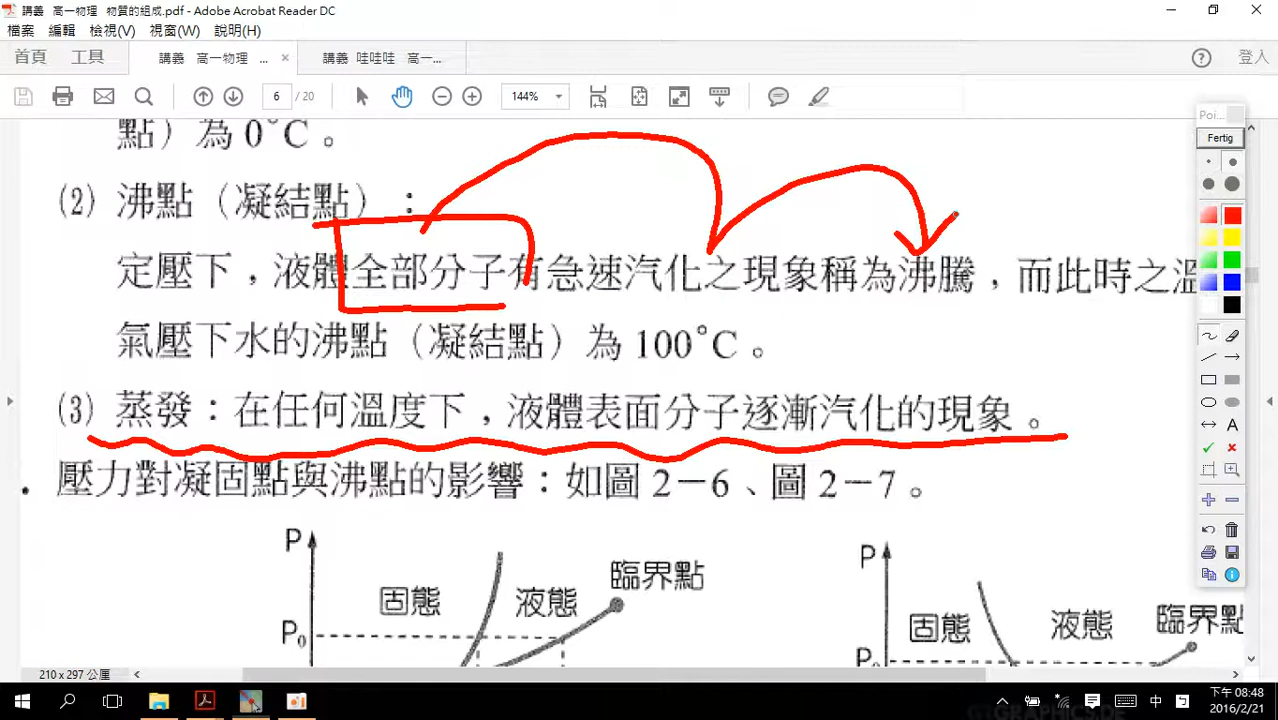 講義 高一物理 物質的組成.pdf - Adobe Acrobat Reader DC
檔案 編輯 檢視(V) 視窗(W) 說明(H)
首頁 工具 講義 高一物理 ... × 講義 哇哇哇 高一... 登入
6 / 20 144%
點）為 0°C。
(2) 沸點（凝結點）：
定壓下，液體全部分子有急速汽化之現象稱為沸騰，而此時之溫
氣壓下水的沸點（凝結點）為 100°C。
(3) 蒸發：在任何溫度下，液體表面分子逐漸汽化的現象。
壓力對凝固點與沸點的影響：如圖 2－6、圖 2－7。
P 固態 液態 臨界點
P0
P 固態 液態 臨界點
P0
Poi...
Fertig
A
210 x 297 公厘
中
下午 08:48
2016/2/21